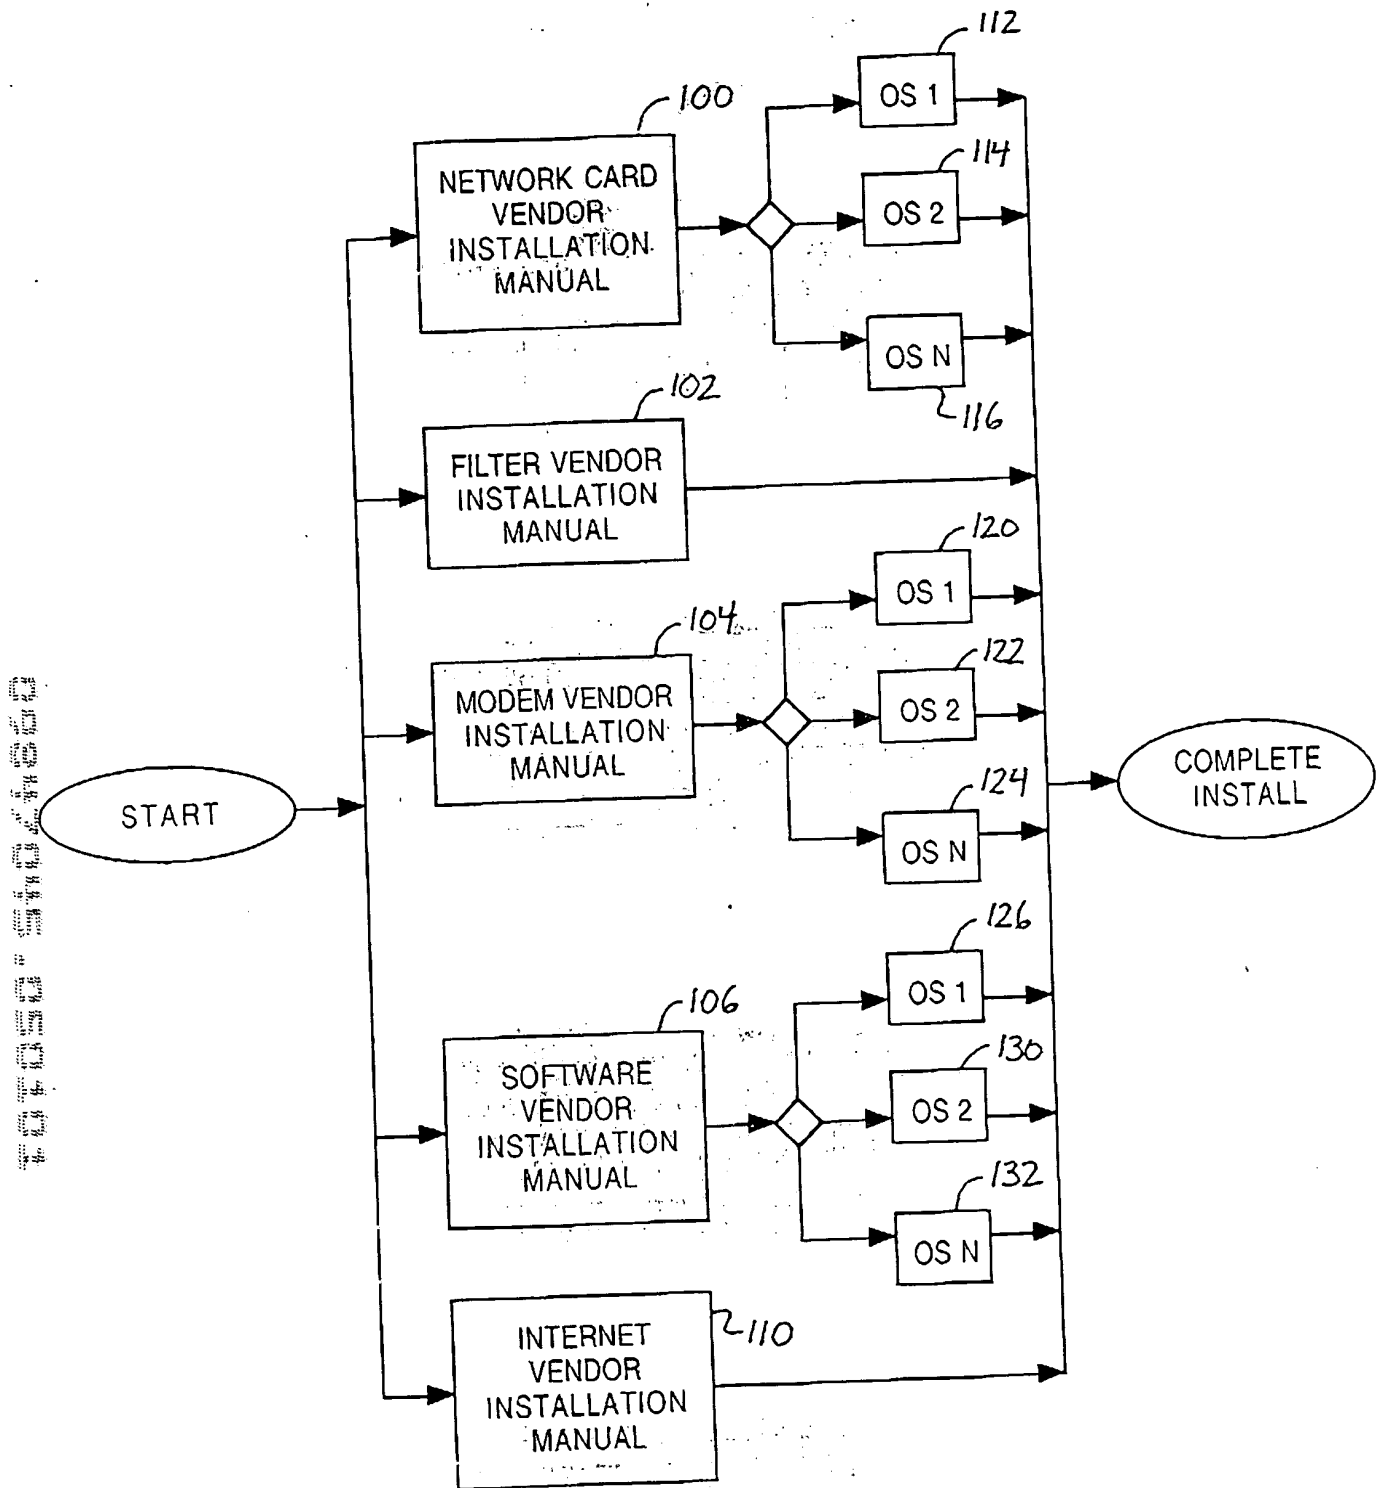 112
OS 1
100
NETWORK CARD
VENDOR
INSTALLATION
MANUAL
114
OS 2
OS N
116
102
FILTER VENDOR
INSTALLATION
MANUAL
120
OS 1
104
MODEM VENDOR
INSTALLATION
MANUAL
122
OS 2
124
OS N
START
COMPLETE
INSTALL
126
OS 1
106
SOFTWARE
VENDOR
INSTALLATION
MANUAL
130
OS 2
132
OS N
110
INTERNET
VENDOR
INSTALLATION
MANUAL